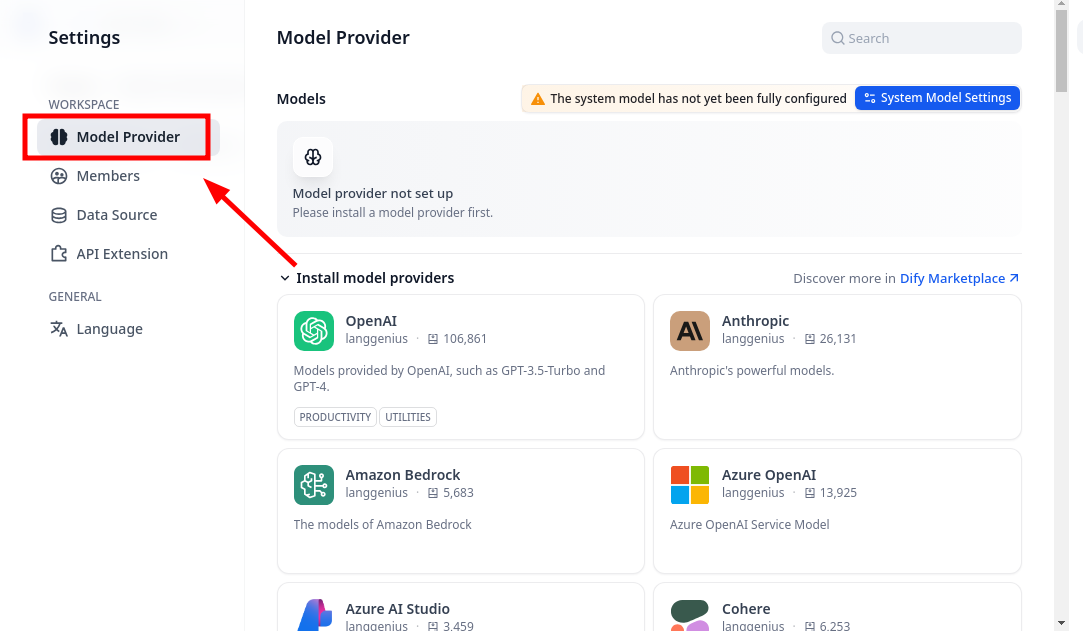 Settings
WORKSPACE
Model Provider
Members
Data Source
API Extension
GENERAL
Language
Model Provider
Search
Models
The system model has not yet been fully configured
System Model Settings
Model provider not set up
Please install a model provider first.
Install model providers
Discover more in Dify Marketplace
OpenAI
langgenius · 106,861
Models provided by OpenAI, such as GPT-3.5-Turbo and
GPT-4.
PRODUCTIVITY UTILITIES
Anthropic
langgenius · 26,131
Anthropic's powerful models.
Amazon Bedrock
langgenius · 5,683
The models of Amazon Bedrock
Azure OpenAI
langgenius · 13,925
Azure OpenAI Service Model
Azure AI Studio
langgenius · 3,459
Cohere
langgenius · 6,253